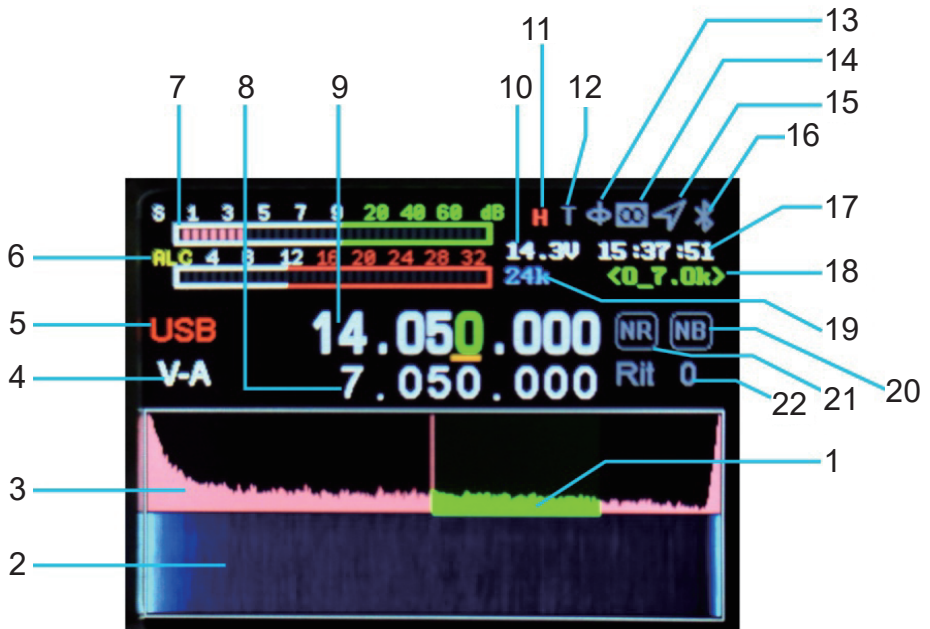 13
11
14
7 8 9 10 12 15
16
17
S 1 3 5 7 9 20 40 60 dB H T
14.3V 15:37:51
6 ALC 4 8 12 16 20 24 28 32 18
24k <0_7.0k>
19
5 USB 14.050.000 NR NB
4 V-A 7.050.000 Rit 0 20
21
22
1
3
2